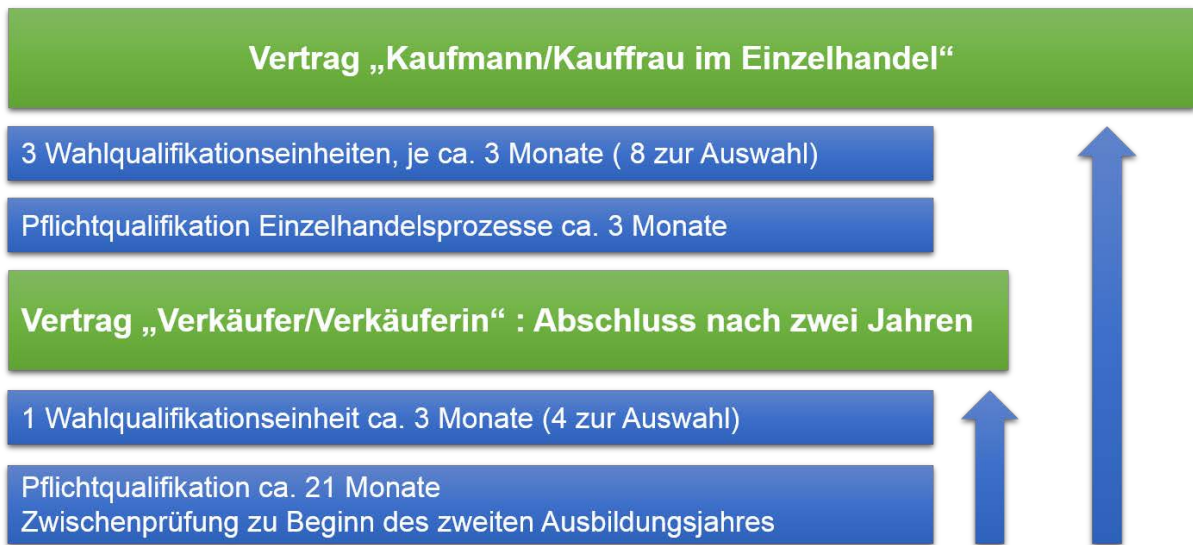 Vertrag „Kaufmann/Kauffrau im Einzelhandel“
3 Wahlqualifikationseinheiten, je ca. 3 Monate ( 8 zur Auswahl)
Pflichtqualifikation Einzelhandelsprozesse ca. 3 Monate
Vertrag „Verkäufer/Verkäuferin“ : Abschluss nach zwei Jahren
1 Wahlqualifikationseinheit ca. 3 Monate (4 zur Auswahl)
Pflichtqualifikation ca. 21 Monate
Zwischenprüfung zu Beginn des zweiten Ausbildungsjahres